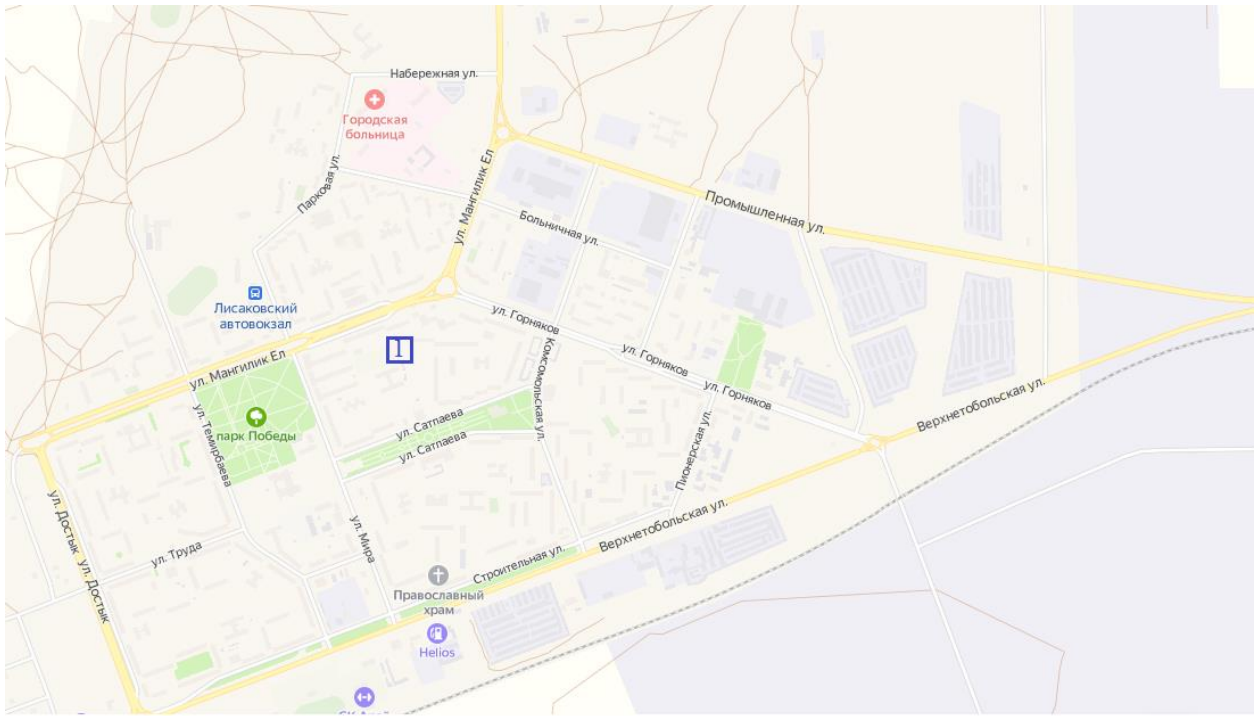 Набережная ул.
Городская
больница
Парковая ул.
ул. Мангилик Ел
Промышленная ул.
Больничная ул.
Лисаковский
автовокзал
ул. Горняков
I
Комсомольская ул.
ул. Горняков
ул. Мангилик Ел
ул. Горняков
Верхнетобольская ул.
ул. Сатпаева
парк Победы
ул. Темирбаева
ул. Сатпаева
Пионерская ул.
ул. Достык
ул. Мира
Верхнетобольская ул.
ул. Труда
Строительная ул.
ул. Достык
Православный
храм
Helios